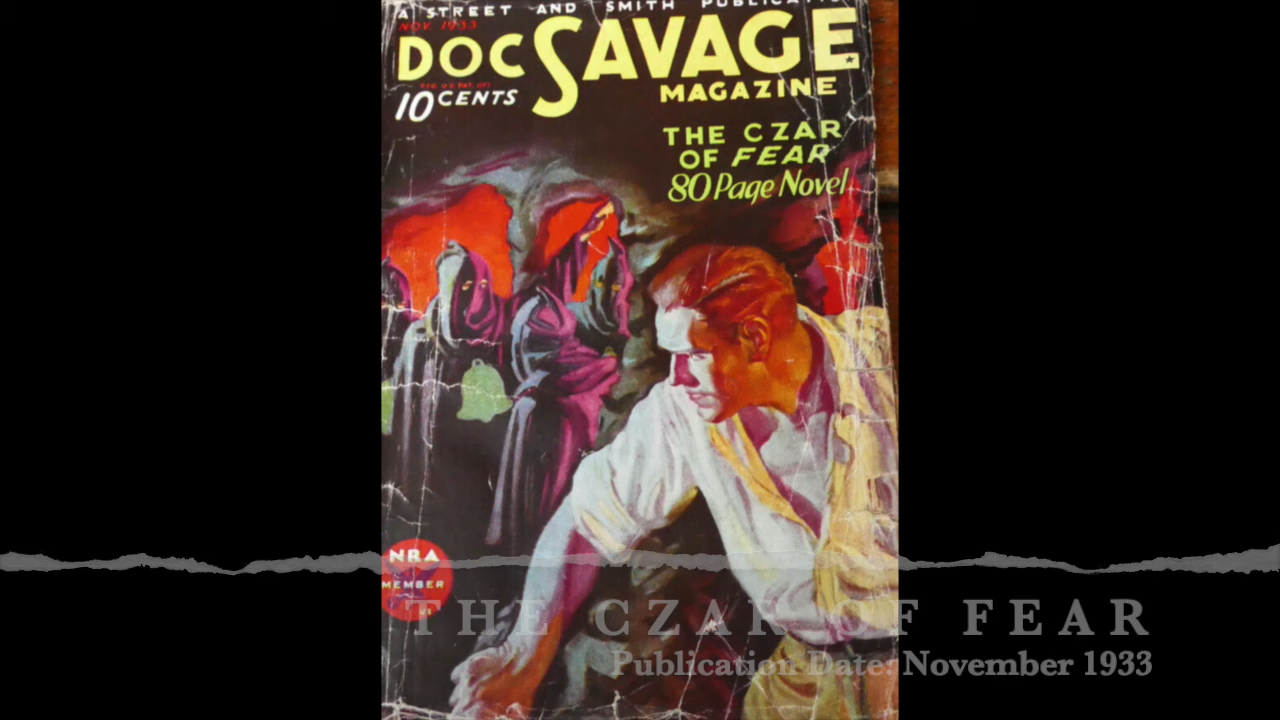 A STREET AND SMITH
NOV. 1933
DOC SAVAGE
MAGAZINE
10 CENTS
THE CZAR
OF FEAR
80 Page Novel
NRA
MEMBER
THE CZAR OF FEAR
Publication Date: November 1933